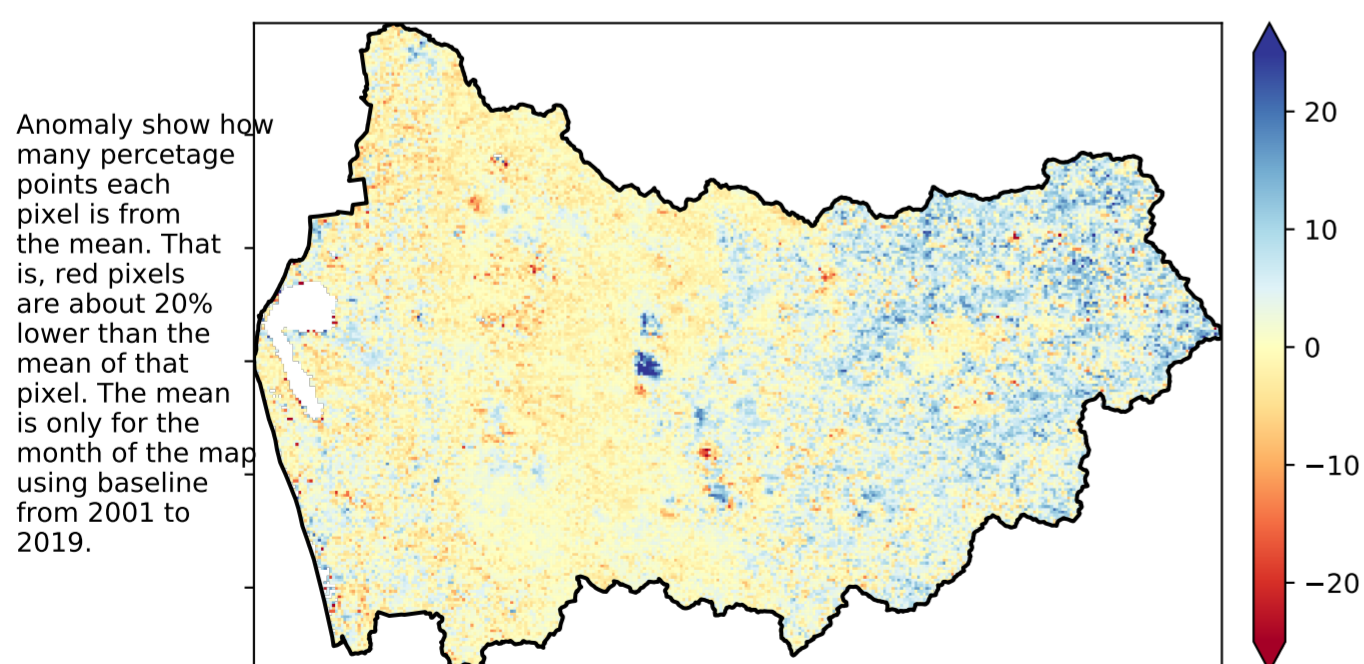 Anomaly show how
many percetage
points each
pixel is from
the mean. That
is, red pixels
are about 20%
lower than the
mean of that
pixel. The mean
is only for the
month of the map
using baseline
from 2001 to
2019.
20
10
0
−10
−20